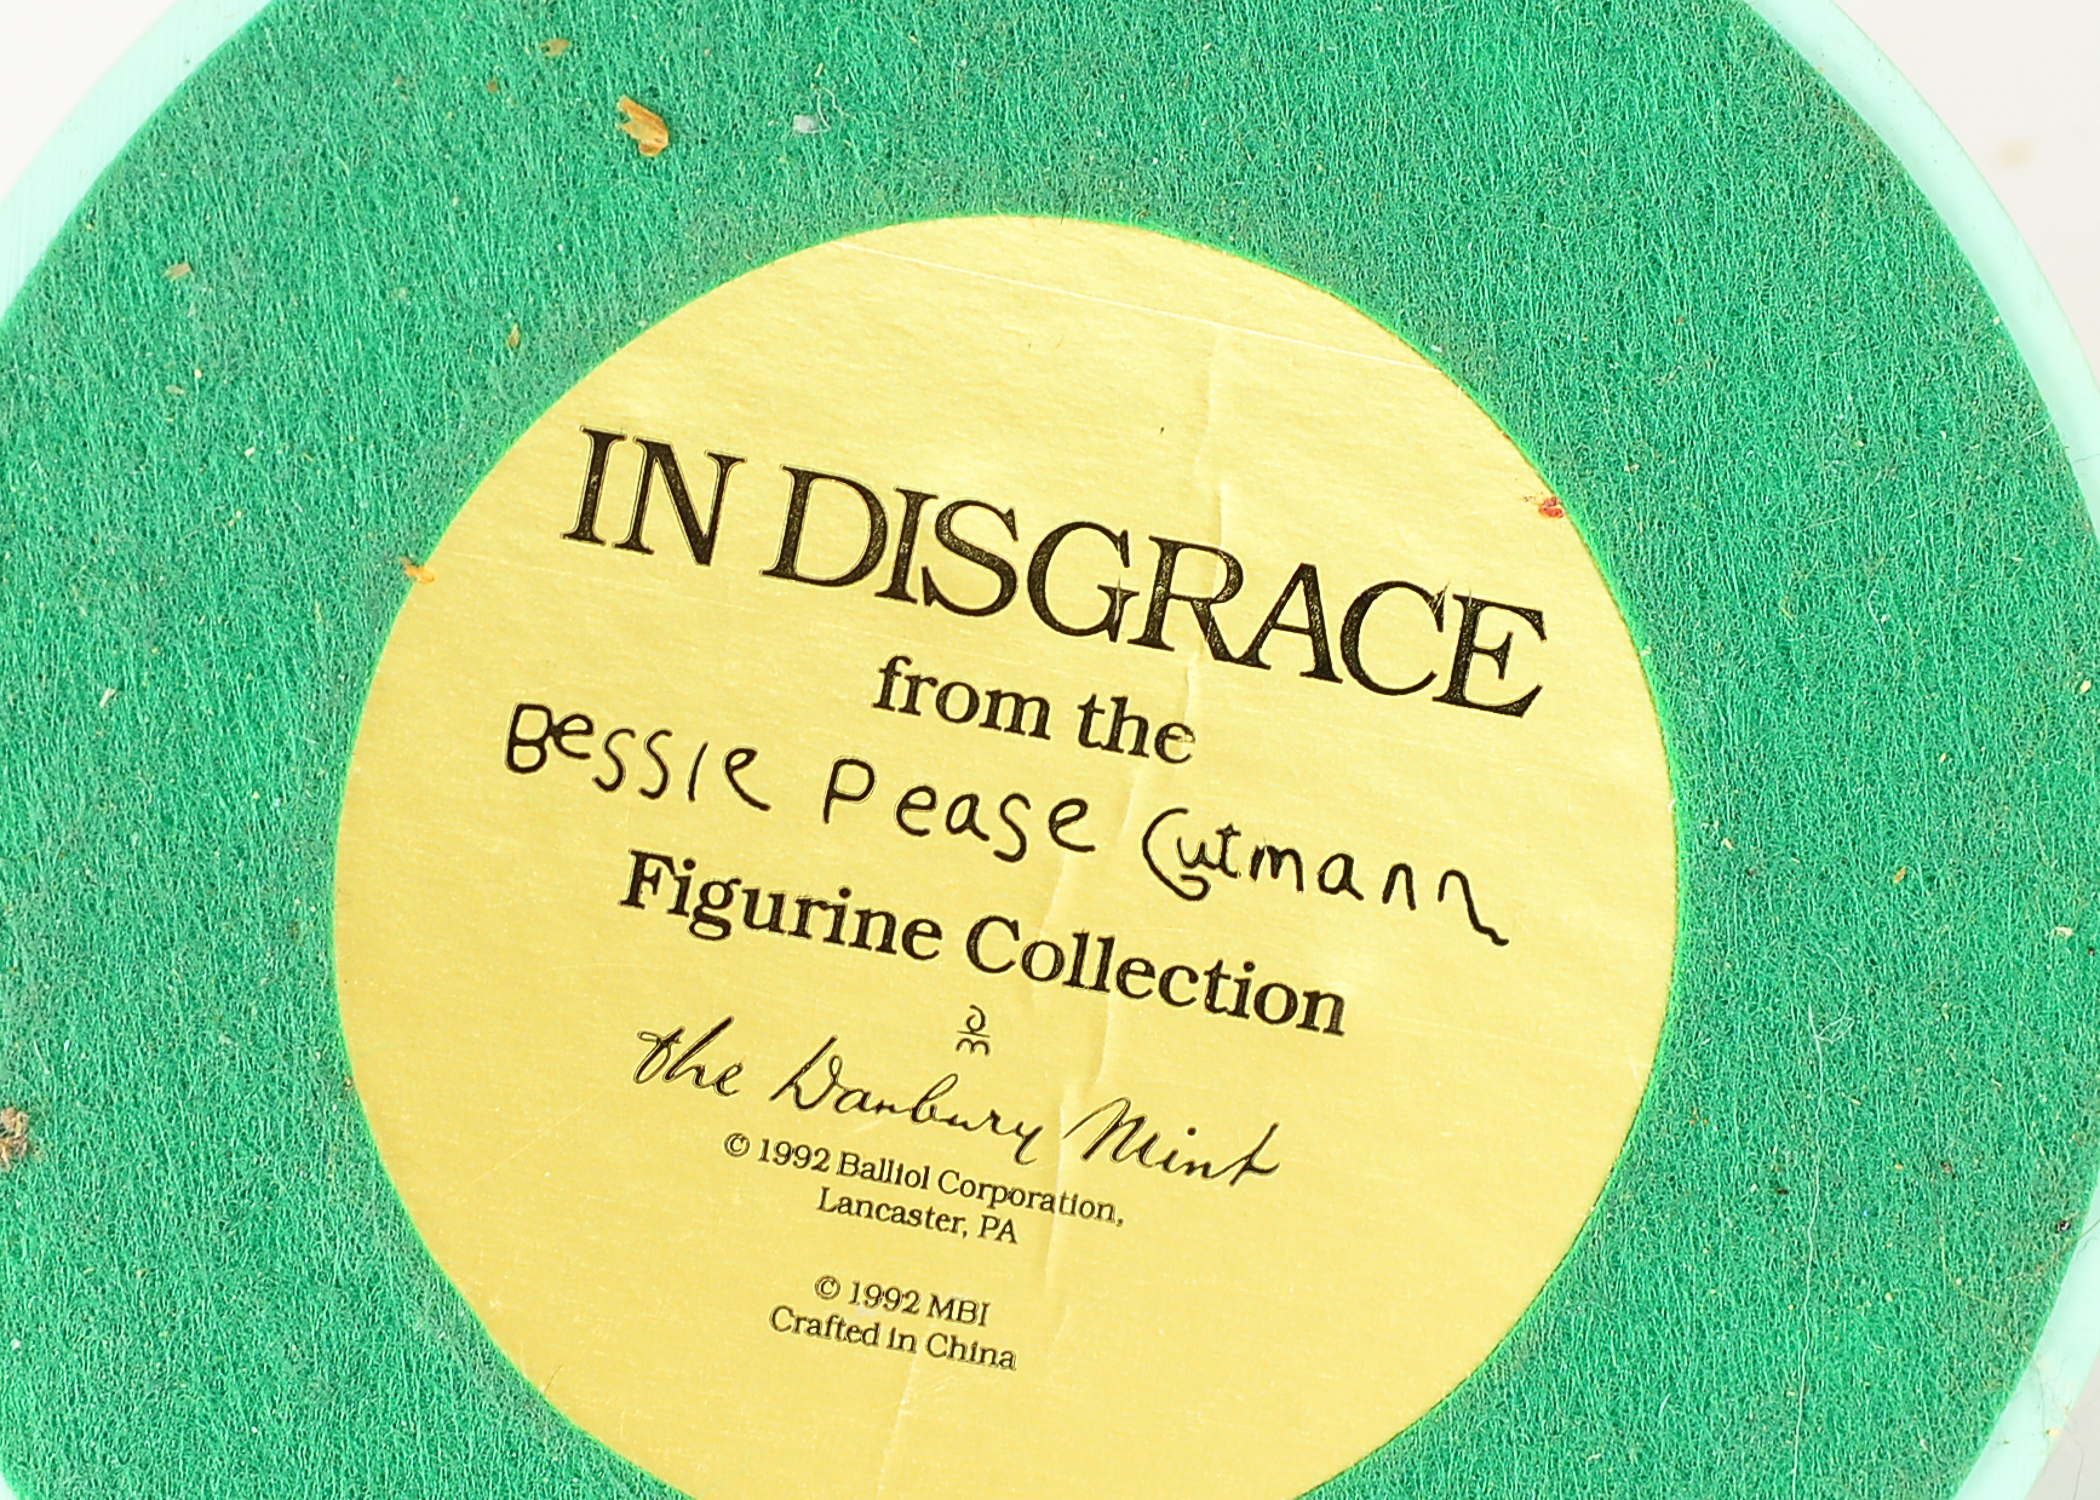 IN DISGRACE
from the
Bessie Pease Gutmann
Figurine Collection
DM
the Danbury Mint
© 1992 Balliol Corporation,
Lancaster, PA
© 1992 MBI
Crafted in China